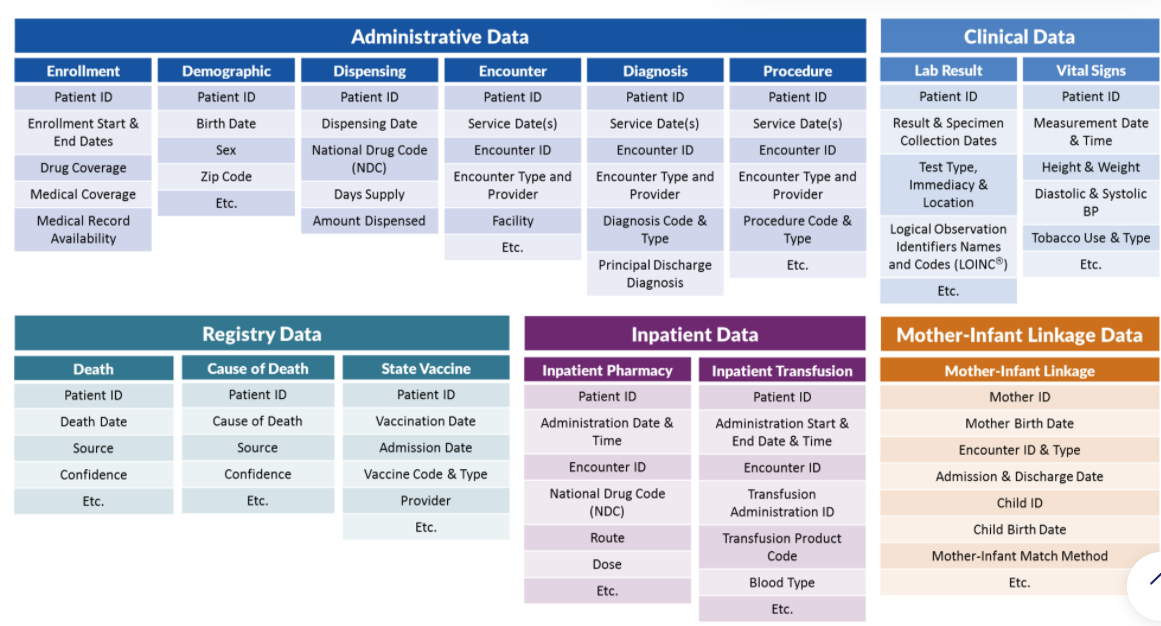 Administrative Data
Enrollment
Patient ID
Enrollment Start &
End Dates
Drug Coverage
Medical Coverage
Medical Record
Availability
Demographic
Patient ID
Birth Date
Sex
Zip Code
Etc.
Dispensing
Patient ID
Dispensing Date
National Drug Code
(NDC)
Days Supply
Amount Dispensed
Encounter
Patient ID
Service Date(s)
Encounter ID
Encounter Type and
Provider
Facility
Etc.
Diagnosis
Patient ID
Service Date(s)
Encounter ID
Encounter Type and
Provider
Diagnosis Code &
Type
Principal Discharge
Diagnosis
Procedure
Patient ID
Service Date(s)
Encounter ID
Encounter Type and
Provider
Procedure Code &
Type
Etc.
Clinical Data
Lab Result
Patient ID
Result & Specimen
Collection Dates
Test Type,
Immediacy &
Location
Logical Observation
Identifiers Names
and Codes (LOINC®)
Etc.
Vital Signs
Patient ID
Measurement Date
& Time
Height & Weight
Diastolic & Systolic
BP
Tobacco Use & Type
Etc.
Registry Data
Death
Patient ID
Death Date
Source
Confidence
Etc.
Cause of Death
Patient ID
Cause of Death
Source
Confidence
Etc.
State Vaccine
Patient ID
Vaccination Date
Admission Date
Vaccine Code & Type
Provider
Etc.
Inpatient Data
Inpatient Pharmacy
Patient ID
Administration Date &
Time
Encounter ID
National Drug Code
(NDC)
Route
Dose
Etc.
Inpatient Transfusion
Patient ID
Administration Start &
End Date & Time
Encounter ID
Transfusion
Administration ID
Transfusion Product
Code
Blood Type
Etc.
Mother-Infant Linkage Data
Mother-Infant Linkage
Mother ID
Mother Birth Date
Encounter ID & Type
Admission & Discharge Date
Child ID
Child Birth Date
Mother-Infant Match Method
Etc.